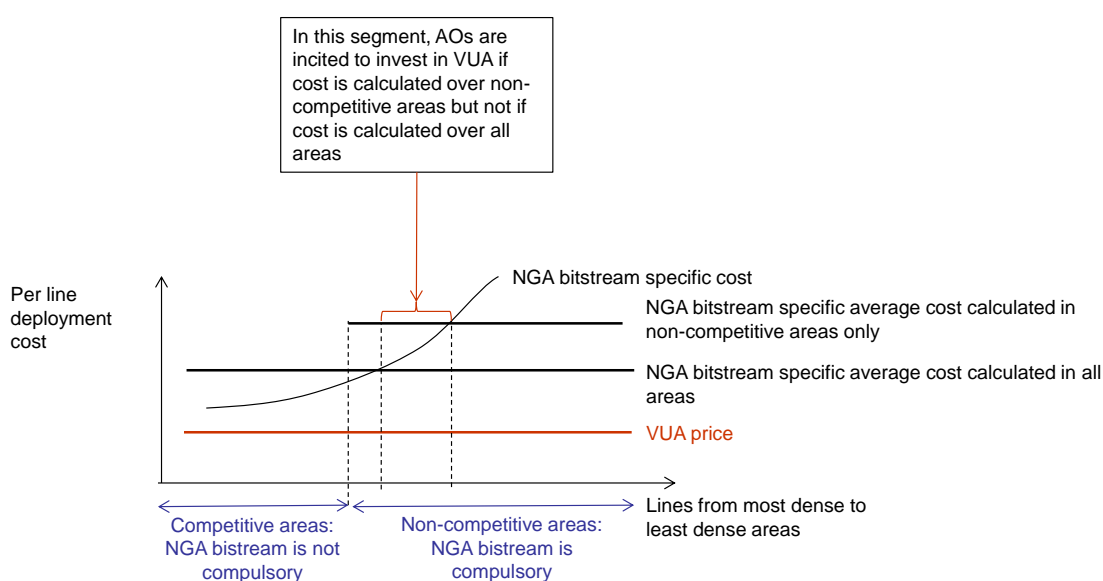 In this segment, AOs are
incited to invest in VUA if
cost is calculated over non-
competitive areas but not if
cost is calculated over all
areas
Per line
deployment
cost
NGA bitstream specific cost
NGA bitstream specific average cost calculated in
non-competitive areas only
NGA bitstream specific average cost calculated in all
areas
VUA price
Lines from most dense to
least dense areas
Competitive areas:
NGA bistream is not
compulsory
Non-competitive areas:
NGA bistream is
compulsory